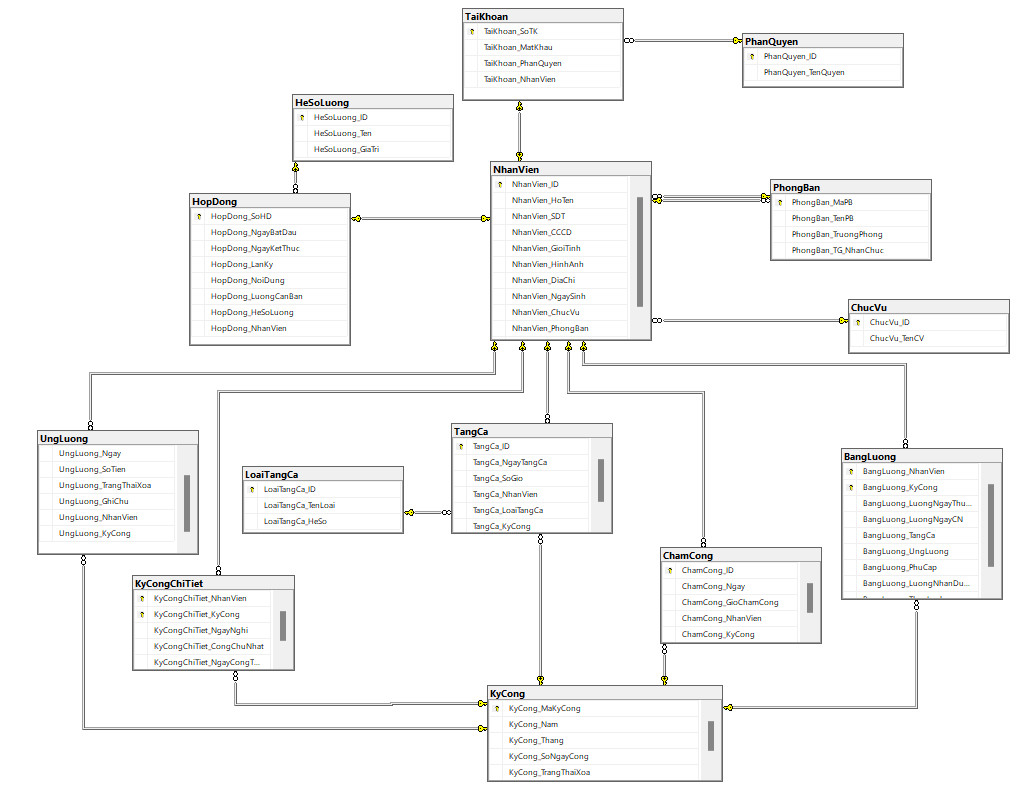 TaiKhoan
TaiKhoan_SoTK
TaiKhoan_MatKhau
TaiKhoan_PhanQuyen
TaiKhoan_NhanVien
PhanQuyen
PhanQuyen_ID
PhanQuyen_TenQuyen
HeSoLuong
HeSoLuong_ID
HeSoLuong_Ten
HeSoLuong_GiaTri
NhanVien
NhanVien_ID
NhanVien_HoTen
NhanVien_SDT
NhanVien_CCCD
NhanVien_GioiTinh
NhanVien_HinhAnh
NhanVien_DiaChi
NhanVien_NgaySinh
NhanVien_ChucVu
NhanVien_PhongBan
PhongBan
PhongBan_MaPB
PhongBan_TenPB
PhongBan_TruongPhong
PhongBan_TG_NhanChuc
HopDong
HopDong_SoHD
HopDong_NgayBatDau
HopDong_NgayKetThuc
HopDong_LanKy
HopDong_NoiDung
HopDong_LuongCanBan
HopDong_HeSoLuong
HopDong_NhanVien
ChucVu
ChucVu_ID
ChucVu_TenCV
UngLuong
UngLuong_Ngay
UngLuong_SoTien
UngLuong_TrangThaiXoa
UngLuong_GhiChu
UngLuong_NhanVien
UngLuong_KyCong
LoaiTangCa
LoaiTangCa_ID
LoaiTangCa_TenLoai
LoaiTangCa_HeSo
TangCa
TangCa_ID
TangCa_NgayTangCa
TangCa_SoGio
TangCa_NhanVien
TangCa_LoaiTangCa
TangCa_KyCong
BangLuong
BangLuong_NhanVien
BangLuong_KyCong
BangLuong_LuongNgayThu...
BangLuong_LuongNgayCN
BangLuong_TangCa
BangLuong_UngLuong
BangLuong_PhuCap
BangLuong_LuongNhanDu...
KyCongChiTiet
KyCongChiTiet_NhanVien
KyCongChiTiet_KyCong
KyCongChiTiet_NgayNghi
KyCongChiTiet_CongChuNhat
KyCongChiTiet_NgayCongT...
ChamCong
ChamCong_ID
ChamCong_Ngay
ChamCong_GioChamCong
ChamCong_NhanVien
ChamCong_KyCong
KyCong
KyCong_MaKyCong
KyCong_Nam
KyCong_Thang
KyCong_SoNgayCong
KyCong_TrangThaiXoa